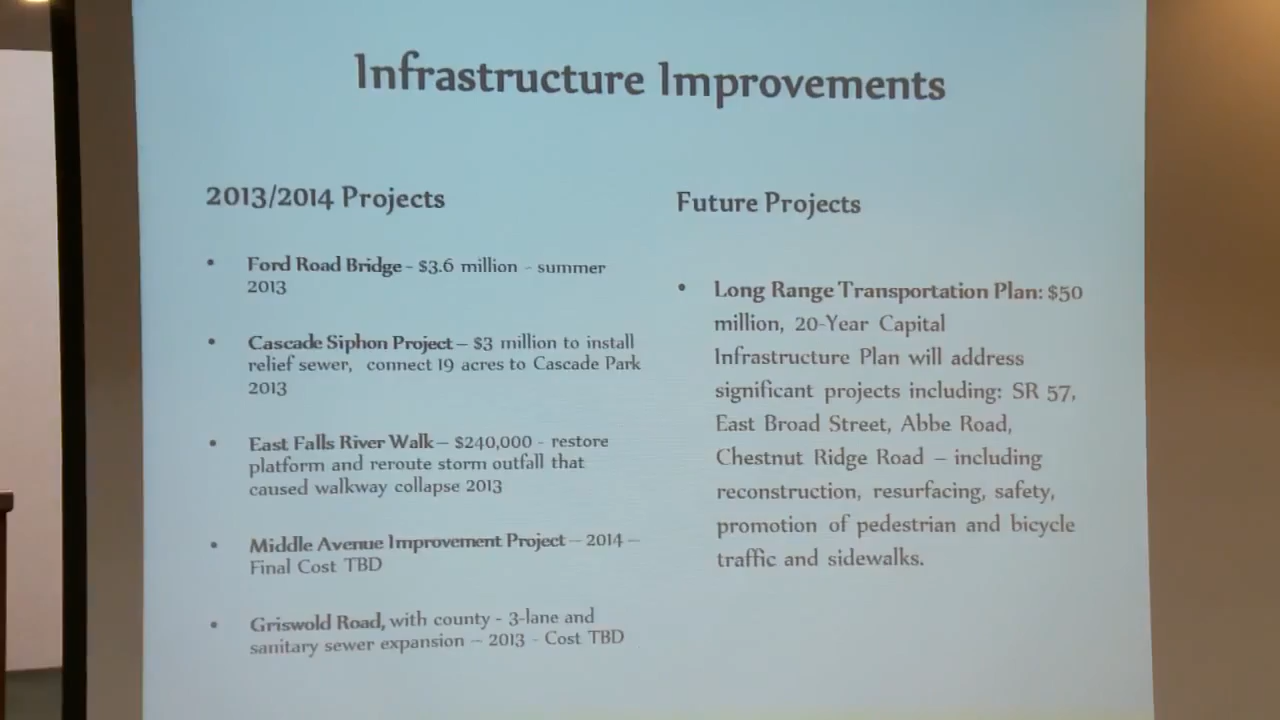 Infrastructure Improvements
2013/2014 Projects
• Ford Road Bridge - $3.6 million - summer
2013
• Cascade Siphon Project – $3 million to install
relief sewer, connect 19 acres to Cascade Park
2013
• East Falls River Walk – $240,000 - restore
platform and reroute storm outfall that
caused walkway collapse 2013
• Middle Avenue Improvement Project – 2014 –
Final Cost TBD
• Griswold Road, with county - 3-lane and
sanitary sewer expansion – 2013 - Cost TBD
Future Projects
• Long Range Transportation Plan: $50
million, 20-Year Capital
Infrastructure Plan will address
significant projects including: SR 57,
East Broad Street, Abbe Road,
Chestnut Ridge Road – including
reconstruction, resurfacing, safety,
promotion of pedestrian and bicycle
traffic and sidewalks.